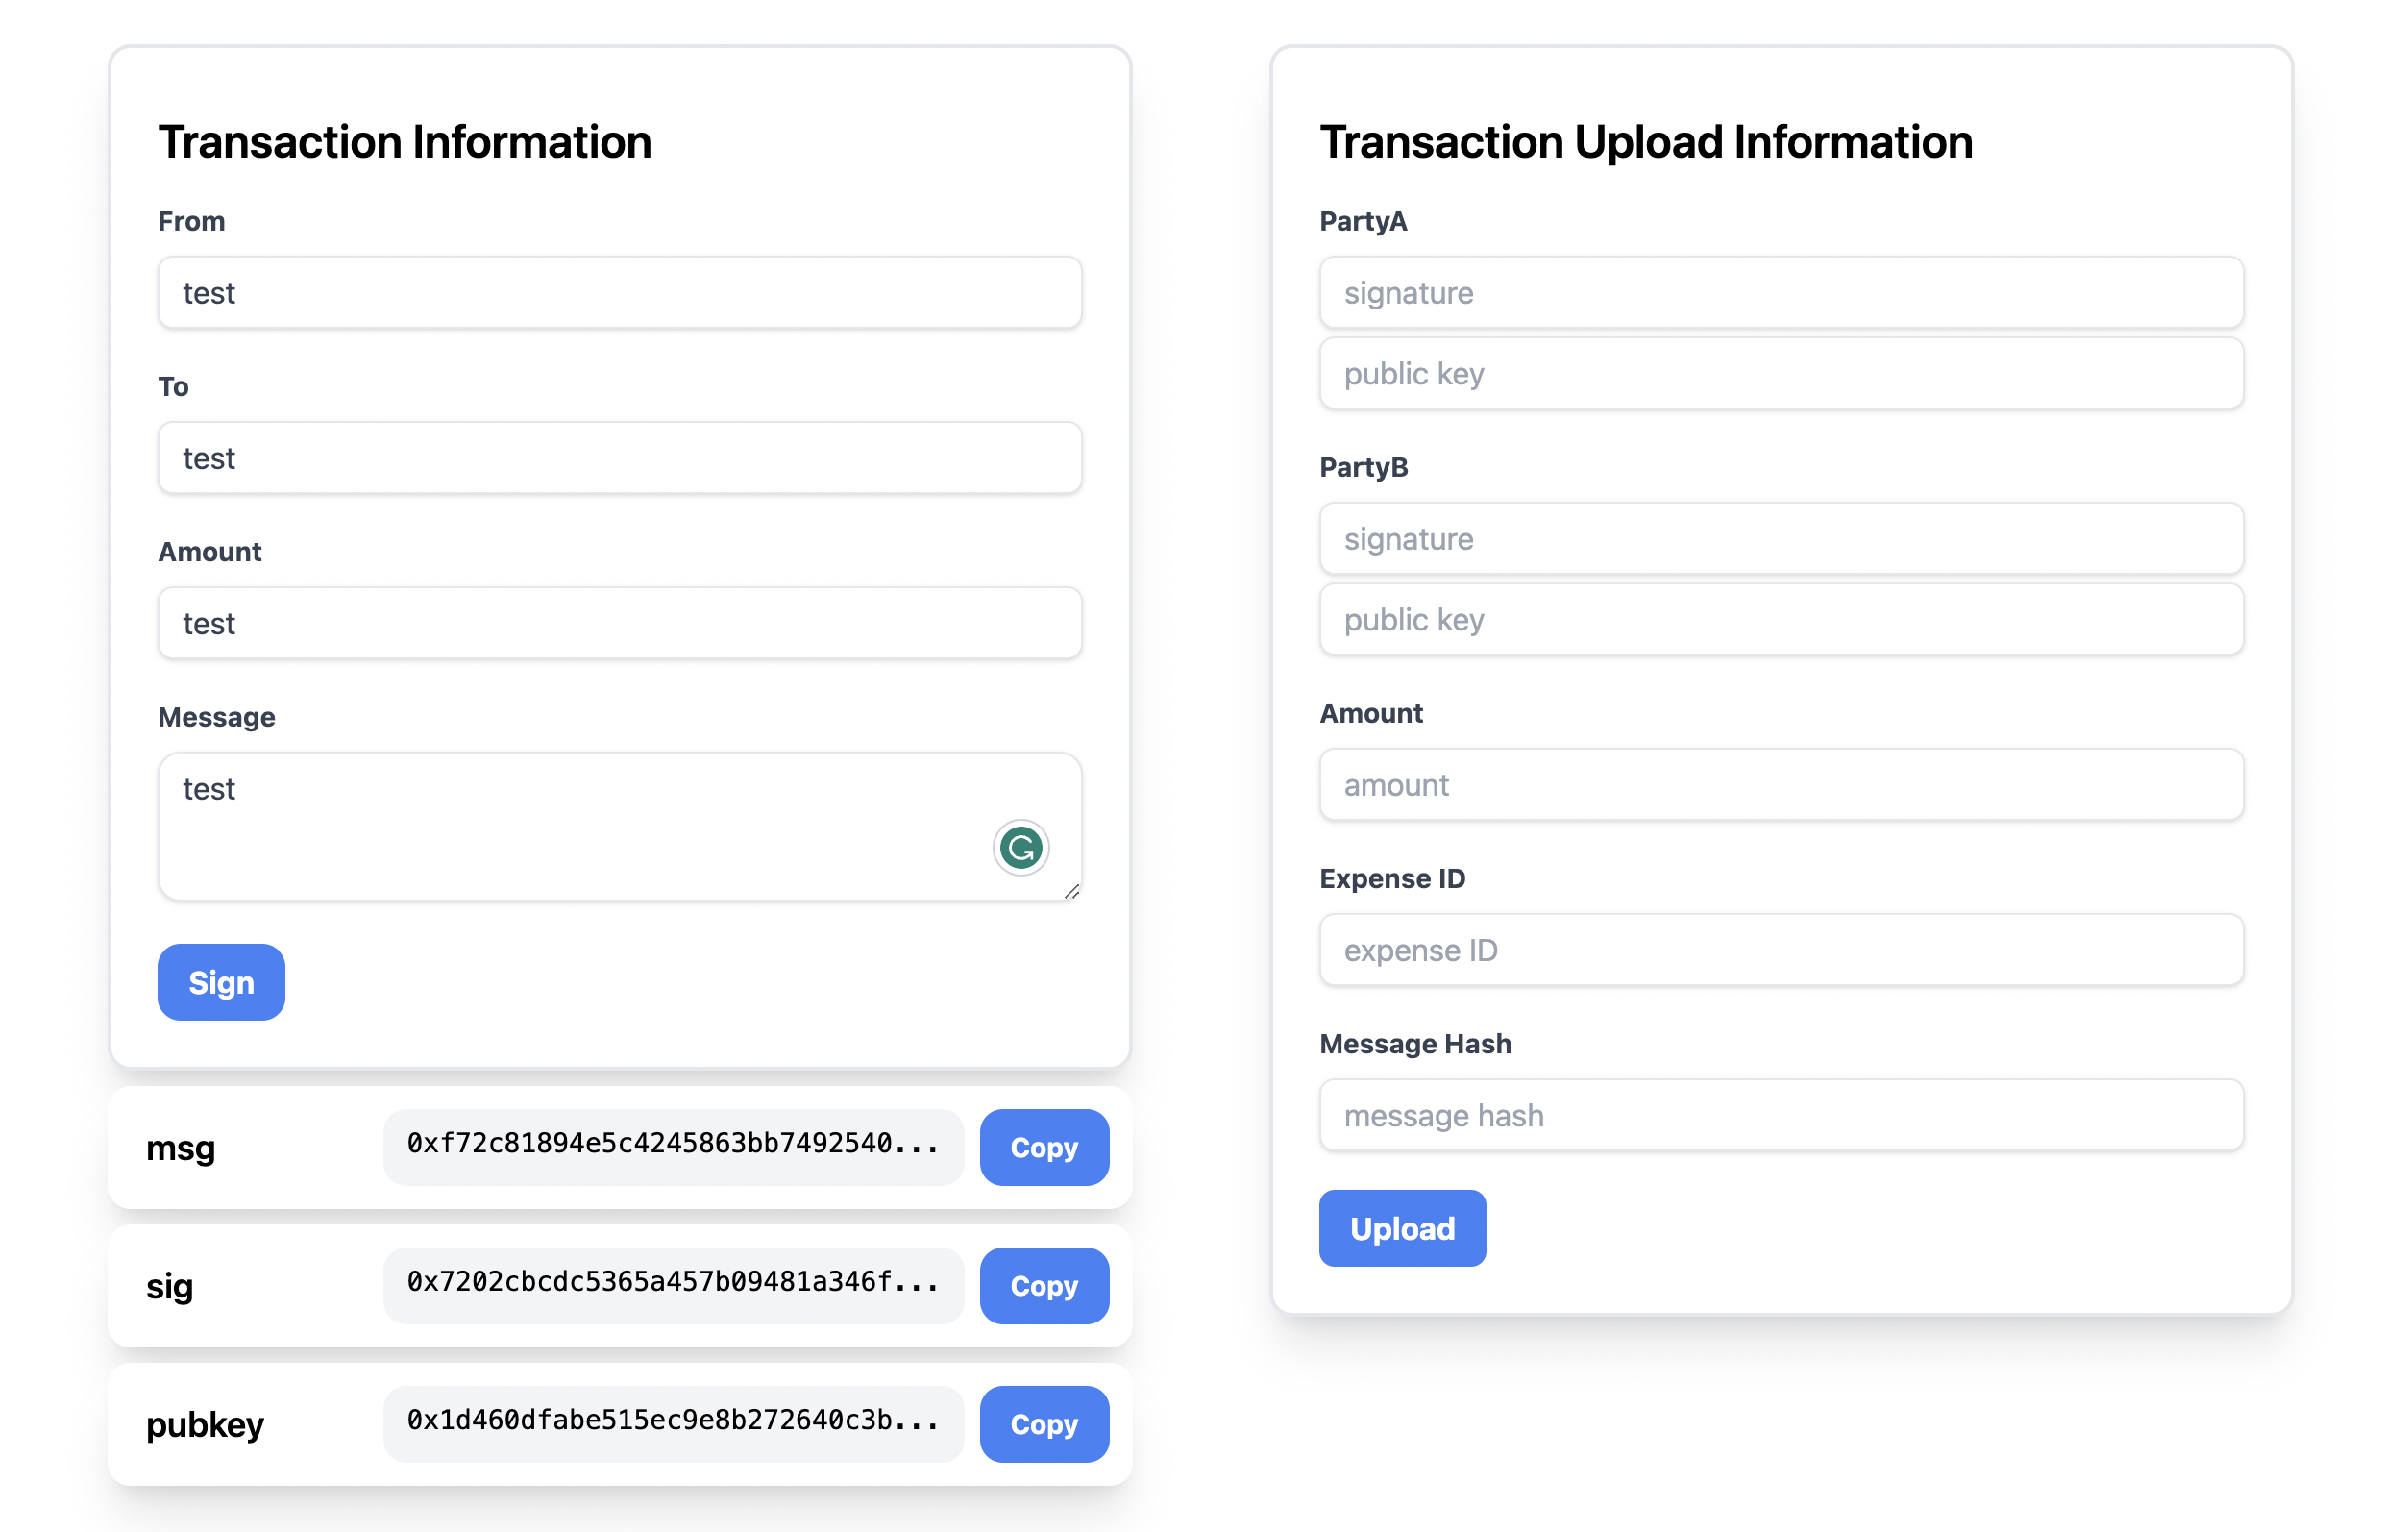 Transaction Information
From
test
To
test
Amount
test
Message
test
Sign
msg 0xf72c81894e5c4245863bb7492540... Copy
sig 0x7202cbcdc5365a457b09481a346f... Copy
pubkey 0x1d460dfabe515ec9e8b272640c3b... Copy
Transaction Upload Information
PartyA
signature
public key
PartyB
signature
public key
Amount
amount
Expense ID
expense ID
Message Hash
message hash
Upload